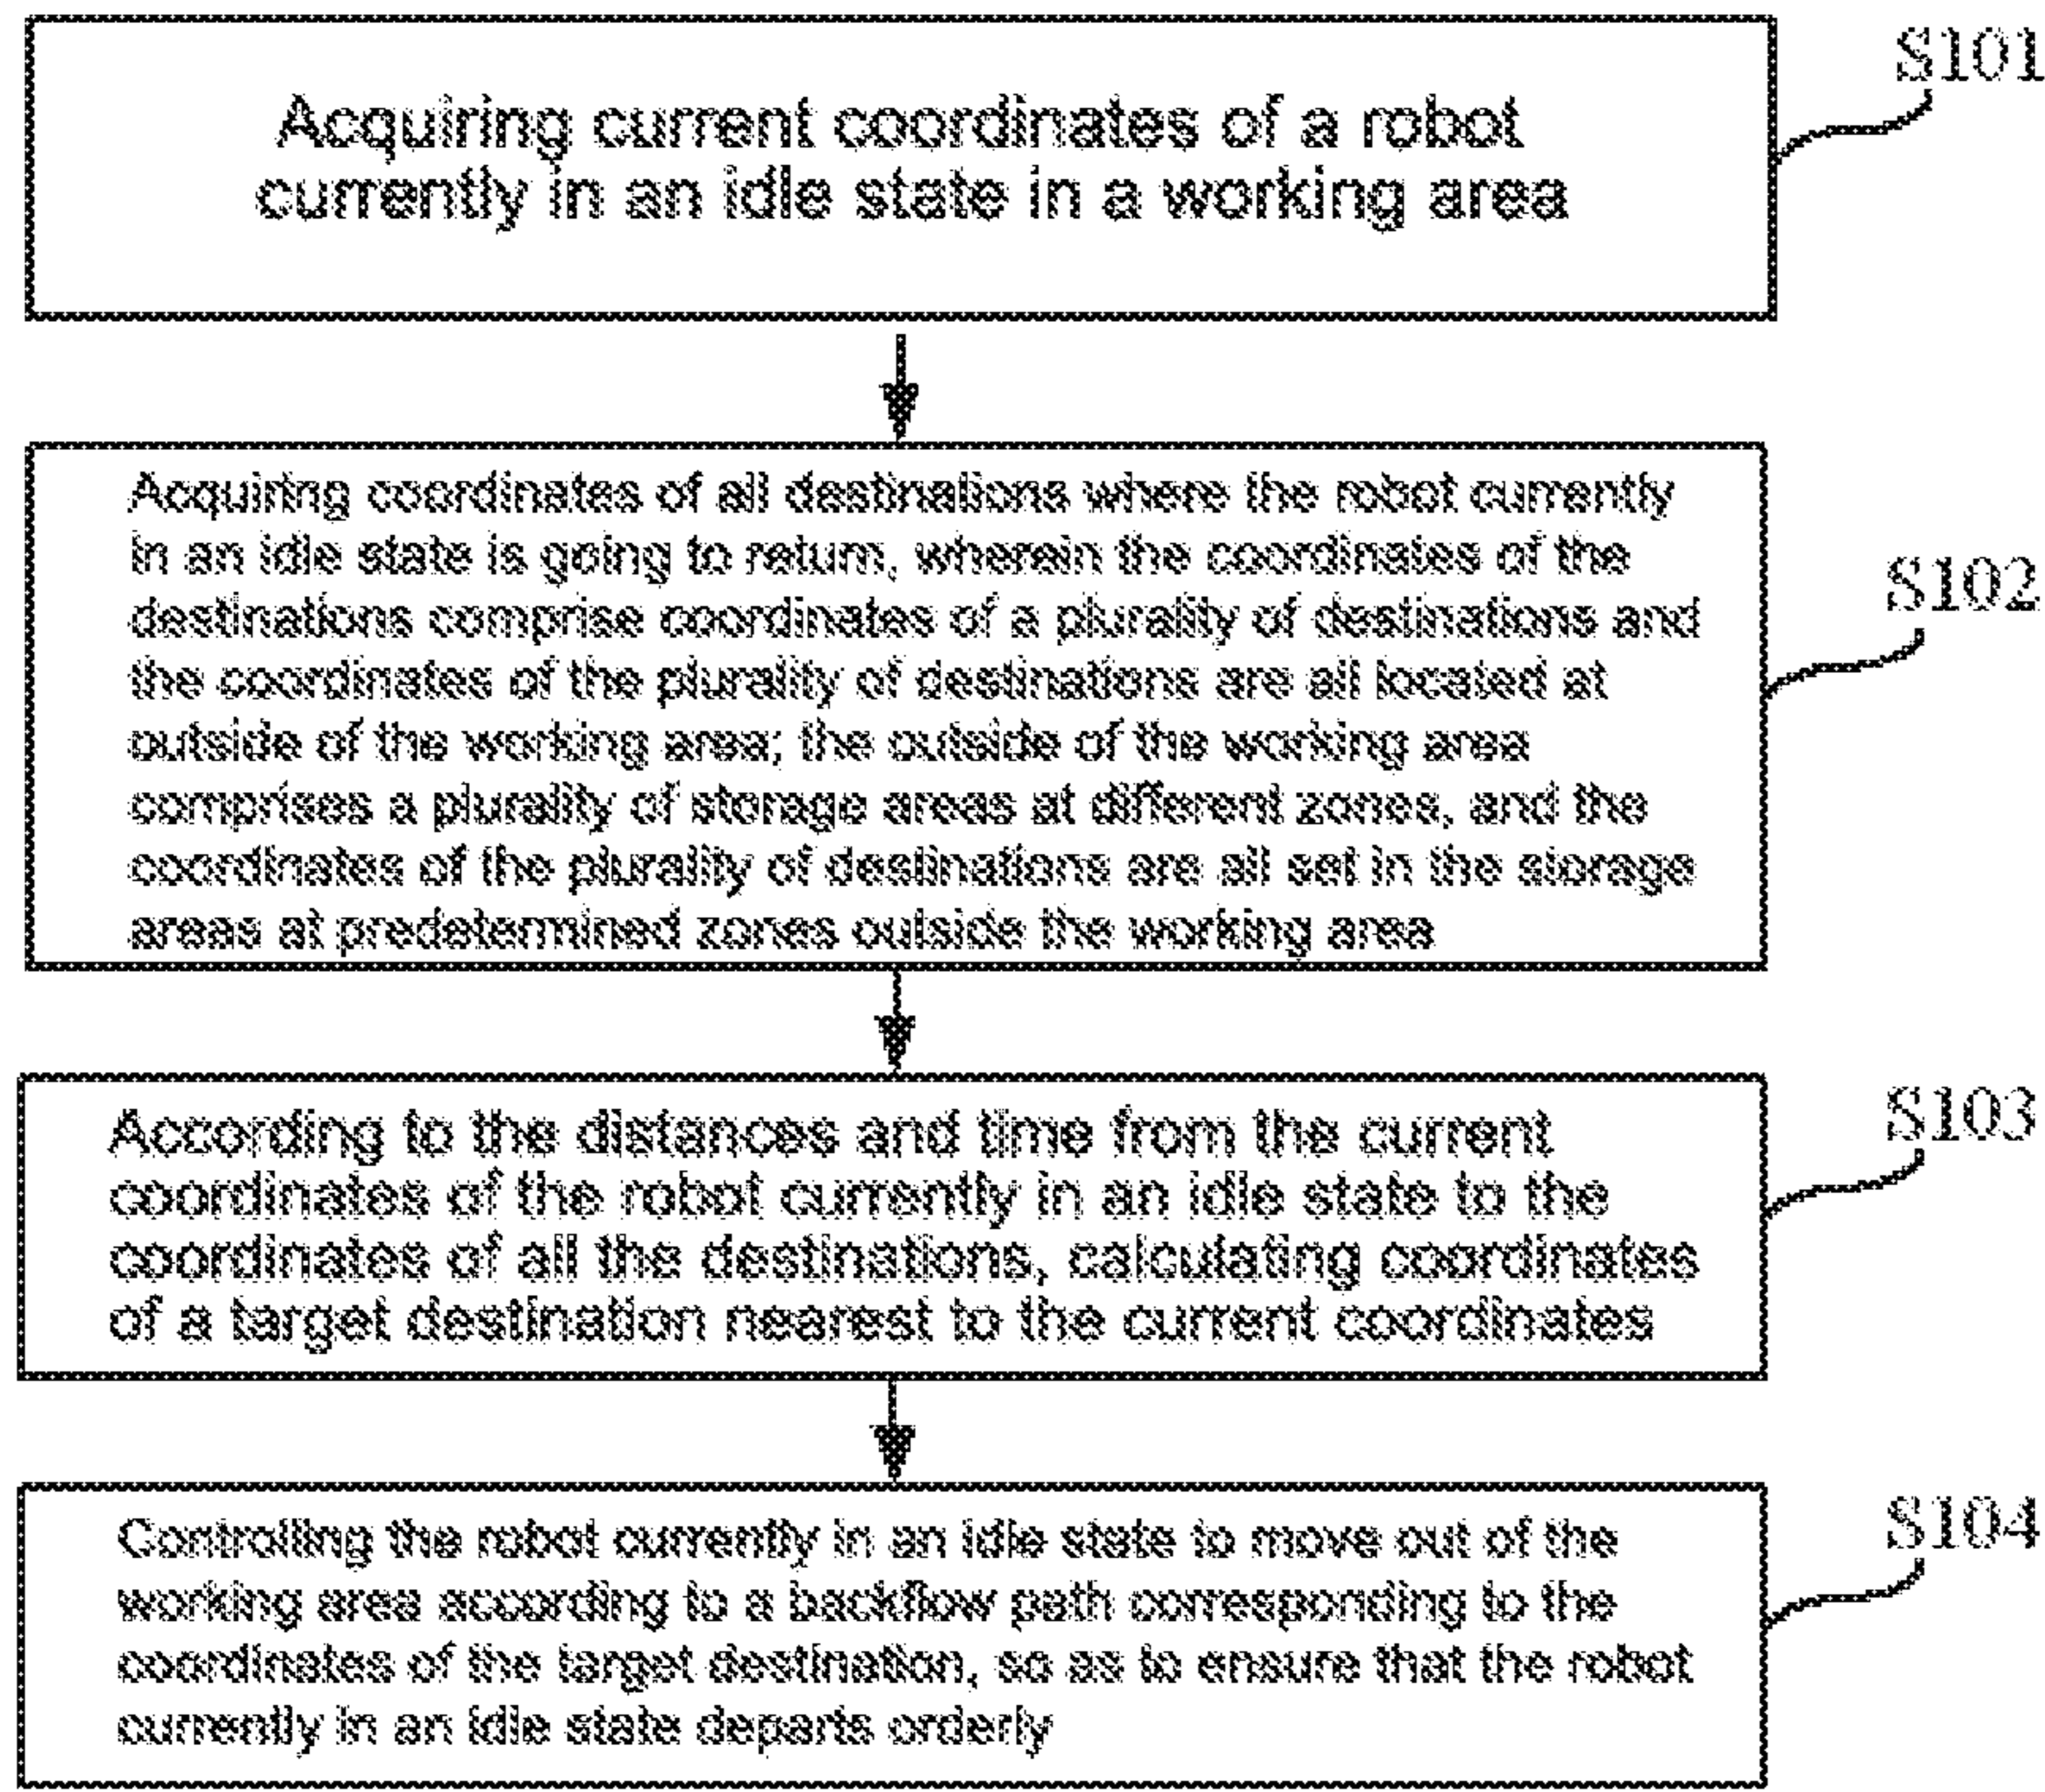 Acquiring current coordinates of a robot
currently in an idle state in a working area
S101
Acquiring coordinates of all destinations where the robot currently
in an idle state is going to return, wherein the coordinates of the
destinations comprise coordinates of a plurality of destinations and
the coordinates of the plurality of destinations are all located at
outside of the working area; the outside of the working area
comprises a plurality of storage areas at different zones, and the
coordinates of the plurality of destinations are all set in the storage
areas at predetermined zones outside the working area
S102
According to the distances and time from the current
coordinates of the robot currently in an idle state to the
coordinates of all the destinations, calculating coordinates
of a target destination nearest to the current coordinates
S103
Controlling the robot currently in an idle state to move out of the
working area according to a backflow path corresponding to the
coordinates of the target destination, so as to ensure that the robot
currently in an idle state departs orderly
S104